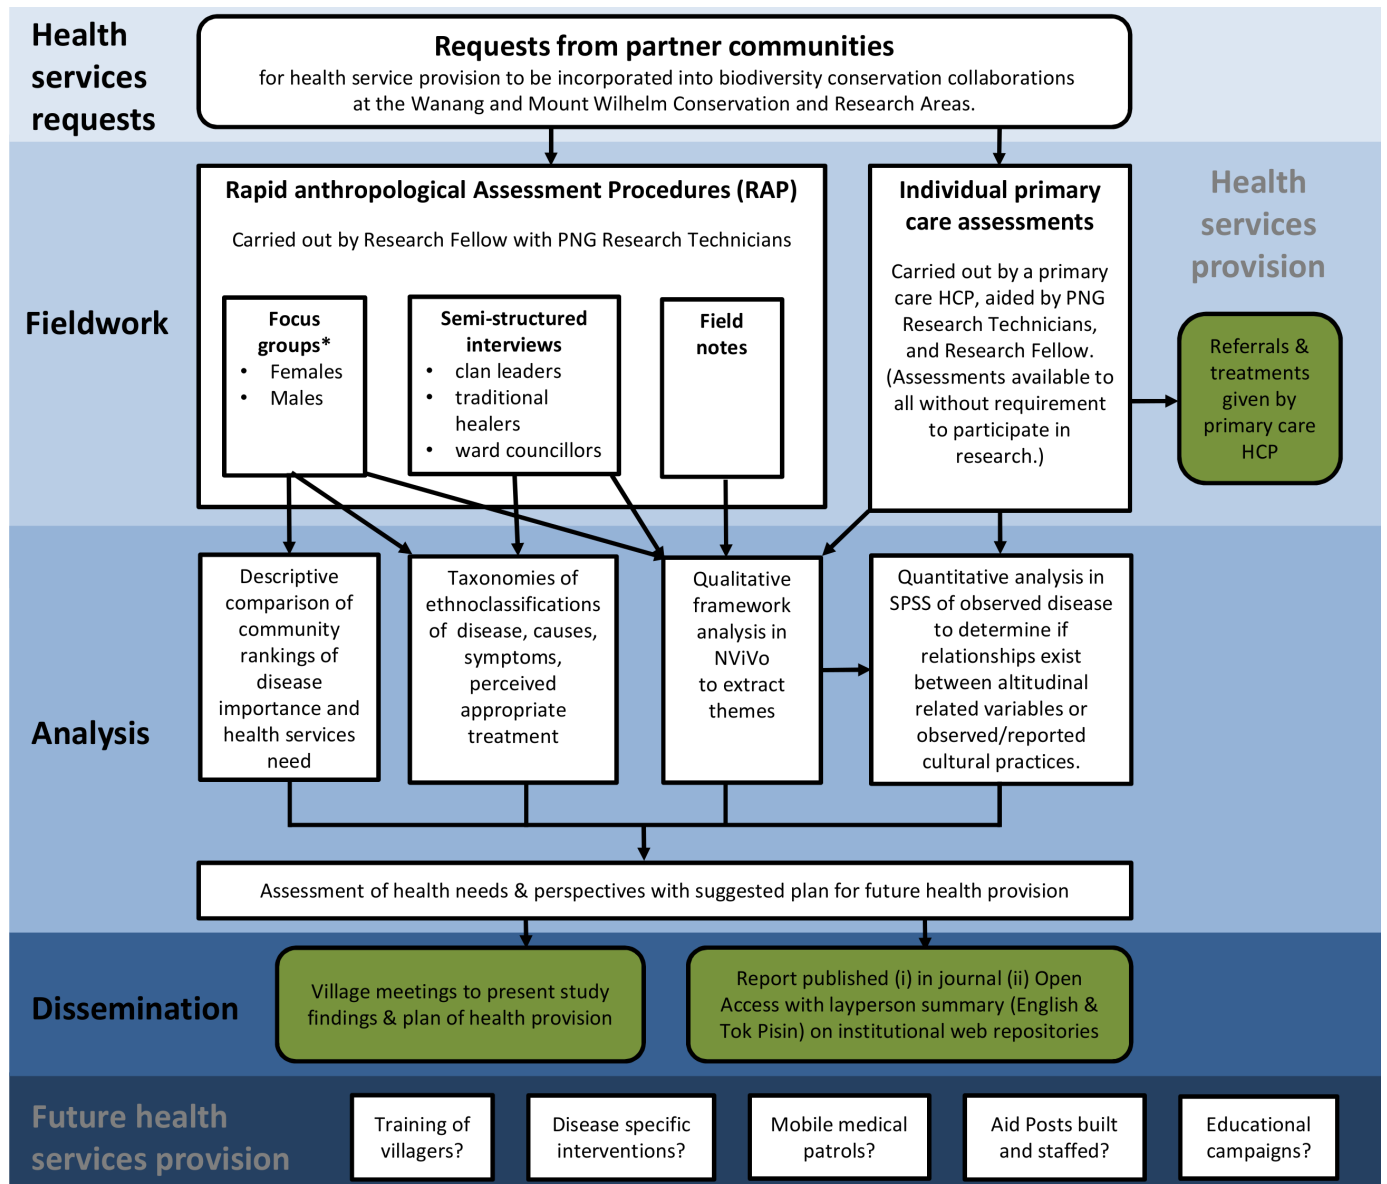 Health
services
requests
Requests from partner communities
for health service provision to be incorporated into biodiversity conservation collaborations
at the Wanang and Mount Wilhelm Conservation and Research Areas.
Fieldwork
Rapid anthropological Assessment Procedures (RAP)
Carried out by Research Fellow with PNG Research Technicians
Focus
groups*
• Females
• Males
Semi-structured
interviews
• clan leaders
• traditional
healers
• ward councillors
Field
notes
Individual primary
care assessments
Carried out by a primary
care HCP, aided by PNG
Research Technicians,
and Research Fellow.
(Assessments available to
all without requirement
to participate in
research.)
Health
services
provision
Referrals &
treatments
given by
primary care
HCP
Analysis
Descriptive
comparison of
community
rankings of
disease
importance and
health services
need
Taxonomies of
ethnoclassifications
of disease, causes,
symptoms,
perceived
appropriate
treatment
Qualitative
framework
analysis in
NViVo
to extract
themes
Quantitative analysis in
SPSS of observed disease
to determine if
relationships exist
between altitudinal
related variables or
observed/reported
cultural practices.
Assessment of health needs & perspectives with suggested plan for future health provision
Dissemination
Village meetings to present study
findings & plan of health provision
Report published (i) in journal (ii) Open
Access with layperson summary (English &
Tok Pisin) on institutional web repositories
Future health
services provision
Training of
villagers?
Disease specific
interventions?
Mobile medical
patrols?
Aid Posts built
and staffed?
Educational
campaigns?